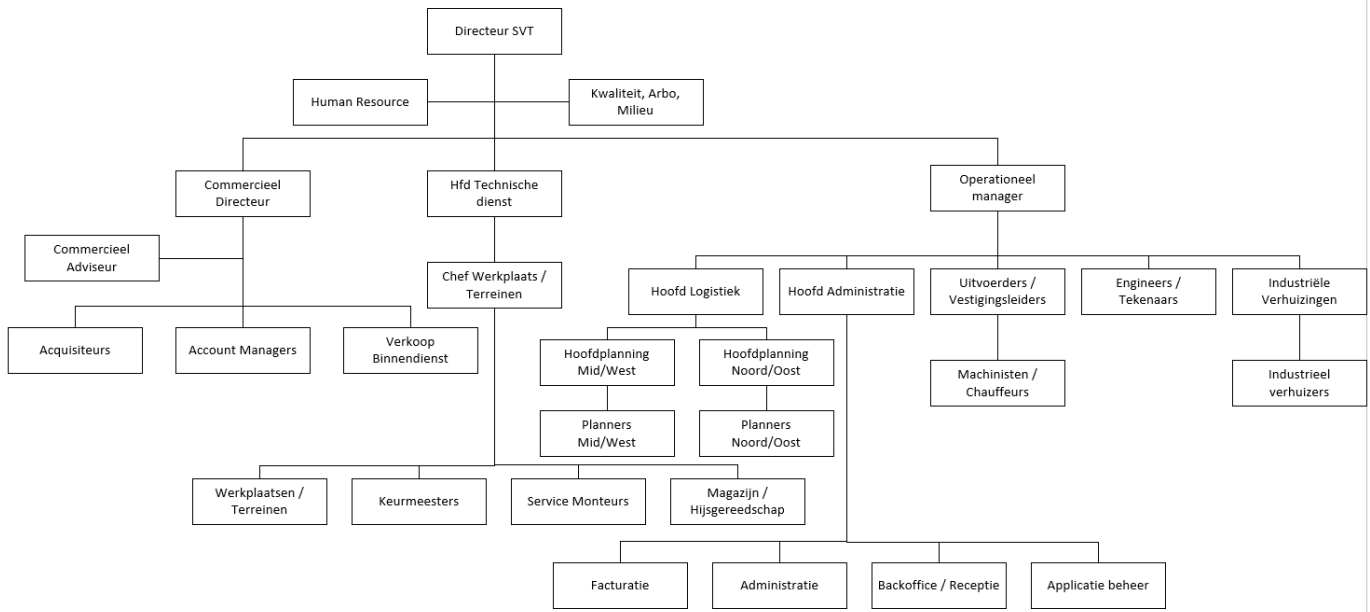 Directeur SVT
Human Resource
Kwaliteit, Arbo,
Milieu
Commercieel
Directeur
Hfd Technische
dienst
Operationeel
manager
Commercieel
Adviseur
Chef Werkplaats /
Terreinen
Hoofd Logistiek
Hoofd Administratie
Uitvoerders /
Vestigingsleiders
Engineers /
Tekenaars
Industriële
Verhuizingen
Acquisiteurs
Account Managers
Verkoop
Binnendienst
Hoofdplanning
Mid/West
Hoofdplanning
Noord/Oost
Machinisten /
Chauffeurs
Industrieel
verhuizers
Planners
Mid/West
Planners
Noord/Oost
Werkplaatsen /
Terreinen
Keurmeesters
Service Monteurs
Magazijn /
Hijsgereedschap
Facturatie
Administratie
Backoffice / Receptie
Applicatie beheer